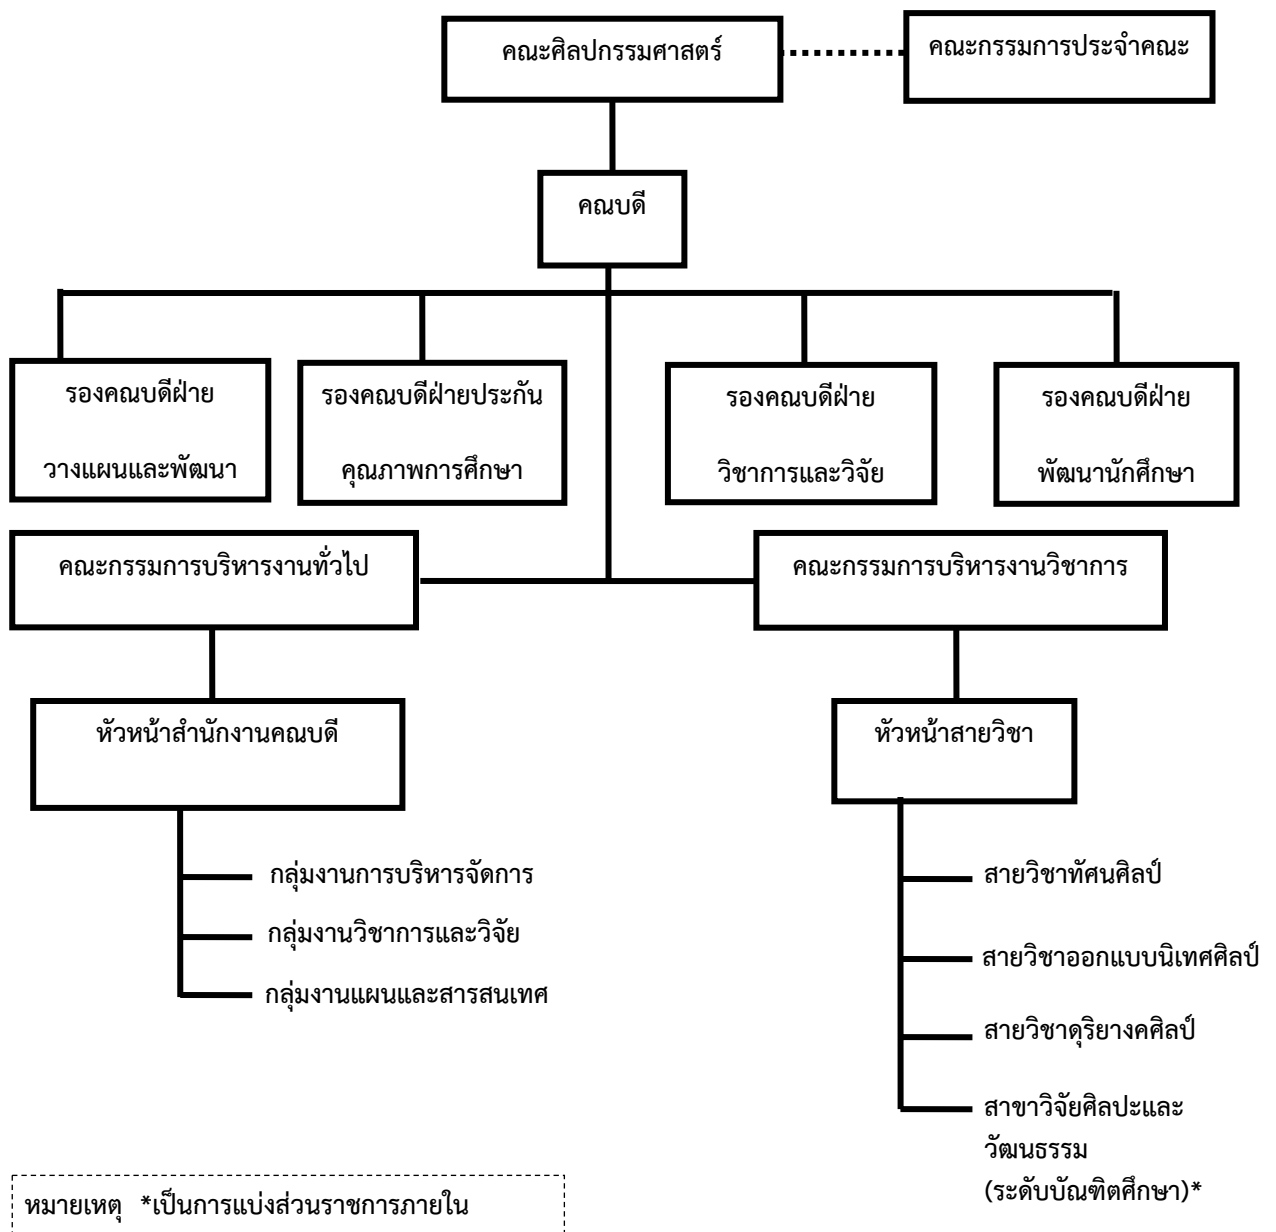 คณะศิลปกรรมศาสตร์
คณะกรรมการประจำคณะ
คณบดี
รองคณบดีฝ่าย
วางแผนและพัฒนา
รองคณบดีฝ่ายประกัน
คุณภาพการศึกษา
รองคณบดีฝ่าย
วิชาการและวิจัย
รองคณบดีฝ่าย
พัฒนานักศึกษา
คณะกรรมการบริหารงานทั่วไป
คณะกรรมการบริหารงานวิชาการ
หัวหน้าสำนักงานคณบดี
หัวหน้าสายวิชา
กลุ่มงานการบริหารจัดการ
กลุ่มงานวิชาการและวิจัย
กลุ่มงานแผนและสารสนเทศ
สายวิชาทัศนศิลป์
สายวิชาออกแบบนิเทศศิลป์
สายวิชาดุริยางคศิลป์
สาขาวิจัยศิลปะและ
วัฒนธรรม
(ระดับบัณฑิตศึกษา)*
หมายเหตุ *เป็นการแบ่งส่วนราชการภายใน